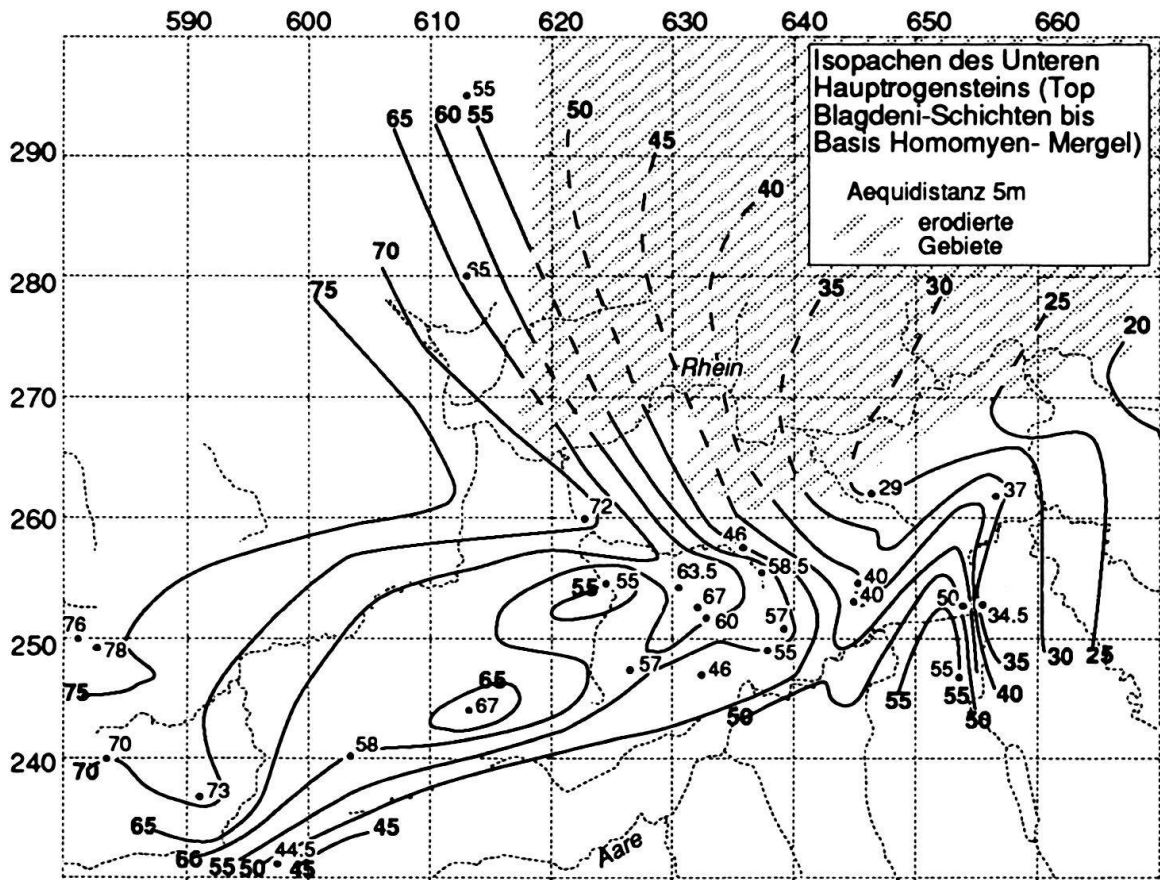 590 600 610 620 630 640 650 660
Isopachen des Unteren
Hauptrogensteins (Top
Blagdeni-Schichten bis
Basis Homomyen- Mergel)
Aequidistanz 5m
erodierte
Gebiete
55
65 60 55 50 45 40
290
70 65
280
75 35 30 25 20
Rhein
270
72 29 37
260
46
55 55 63.5 58.5 40
67 40 50 34.5
60 57
76
250
78 57 55
46 55 35 30 25
75 65 67 50 55 55 40
50
70 58
240
70
73
65 45
Aare
60 44.5
55 50 45